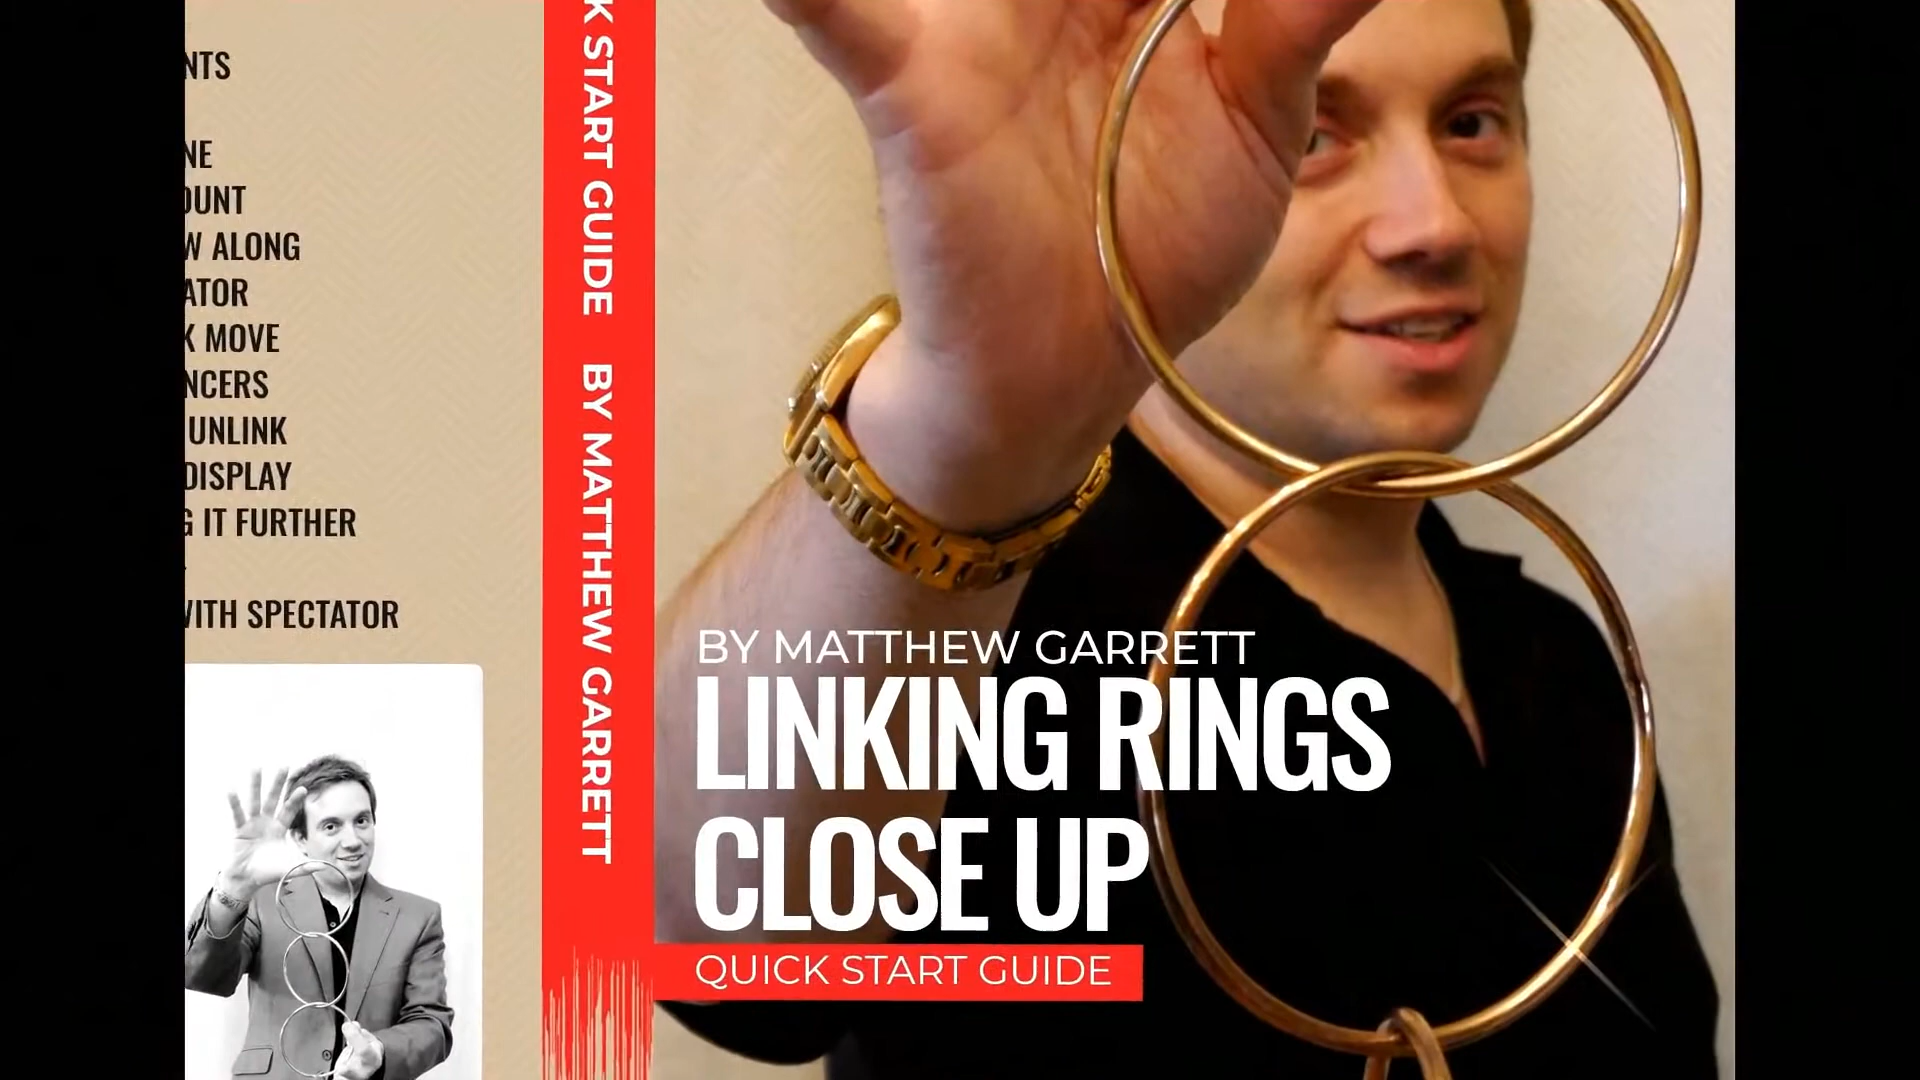 NTS
NE
OUNT
W ALONG
ATOR
K MOVE
NCERS
UNLINK
DISPLAY
G IT FURTHER
WITH SPECTATOR
K START GUIDE BY MATTHEW GARRETT
BY MATTHEW GARRETT
LINKING RINGS
CLOSE UP
QUICK START GUIDE